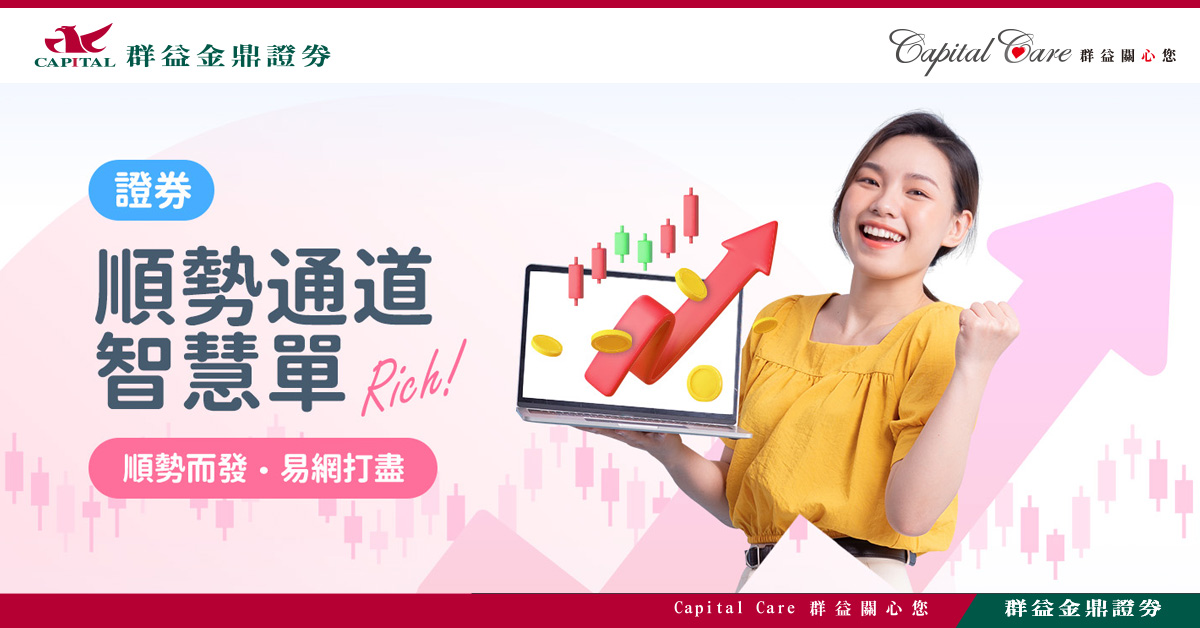 CAPITAL 群益金鼎證券
Capital Care 群益關心您
證券
順勢通道
智慧單
Rich!
順勢而發・易網打盡
Capital Care 群益關心您
群益金鼎證券